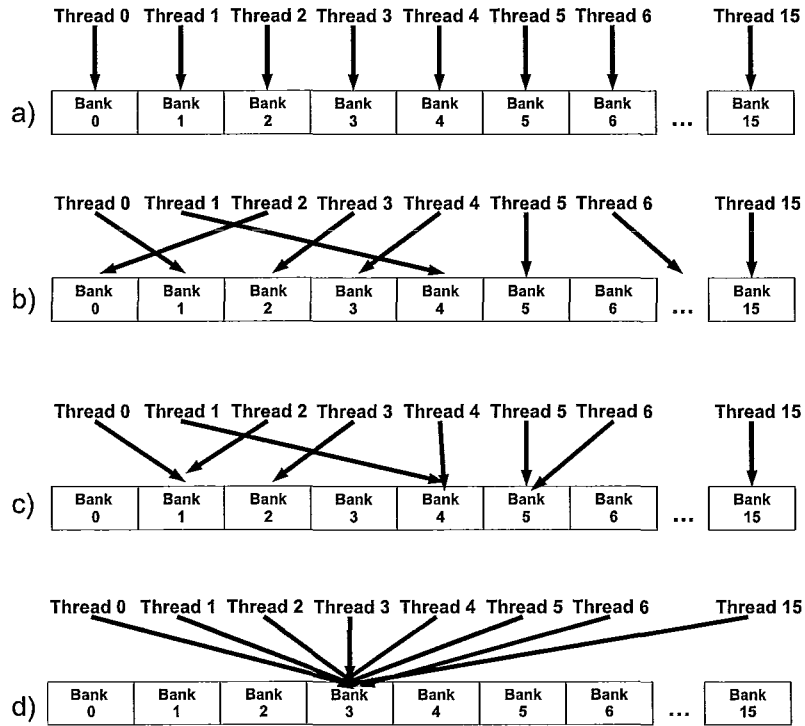 Thread 0 Thread 1 Thread 2 Thread 3 Thread 4 Thread 5 Thread 6 Thread 15
a)
Bank 0 Bank 1 Bank 2 Bank 3 Bank 4 Bank 5 Bank 6 ... Bank 15
Thread 0 Thread 1 Thread 2 Thread 3 Thread 4 Thread 5 Thread 6 Thread 15
b)
Bank 0 Bank 1 Bank 2 Bank 3 Bank 4 Bank 5 Bank 6 ... Bank 15
Thread 0 Thread 1 Thread 2 Thread 3 Thread 4 Thread 5 Thread 6 Thread 15
c)
Bank 0 Bank 1 Bank 2 Bank 3 Bank 4 Bank 5 Bank 6 ... Bank 15
Thread 0 Thread 1 Thread 2 Thread 3 Thread 4 Thread 5 Thread 6 Thread 15
d)
Bank 0 Bank 1 Bank 2 Bank 3 Bank 4 Bank 5 Bank 6 ... Bank 15